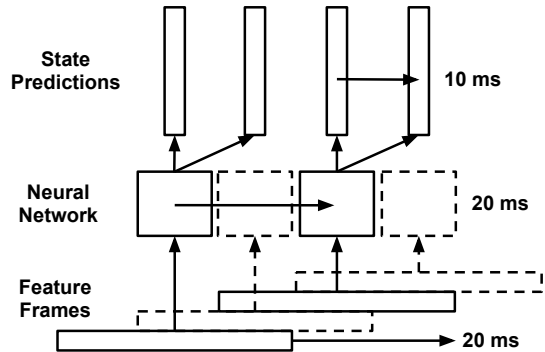 State
Predictions
10 ms
Neural
Network
20 ms
Feature
Frames
20 ms